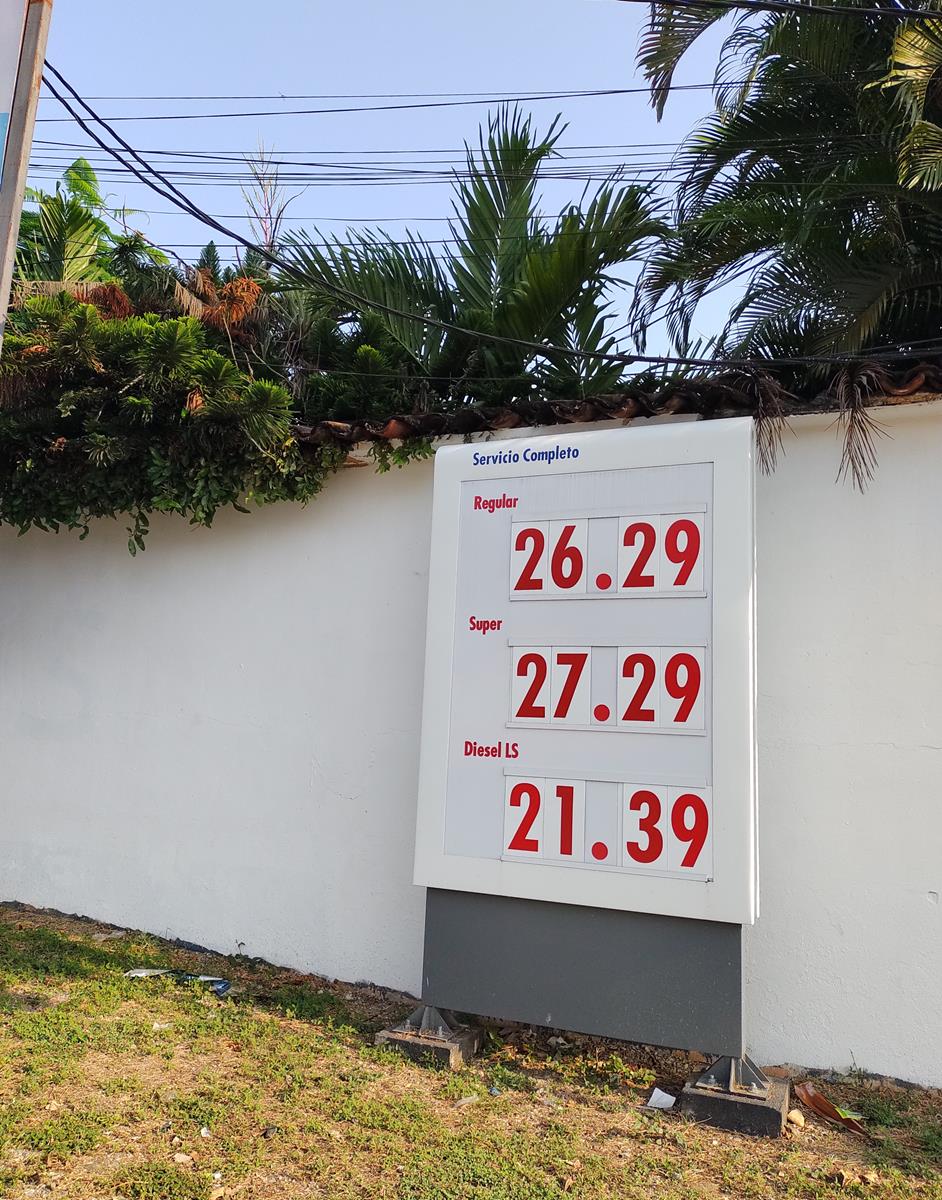 Servicio Completo
Regular
26.29
Super
27.29
Diesel LS
21.39